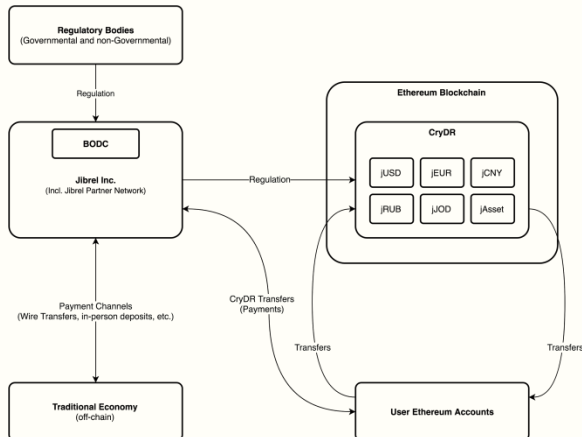 Regulatory Bodies
(Governmental and non-Governmental)
Regulation
Ethereum Blockchain
CryDR
BODC
Jibrel Inc.
(Incl. Jibrel Partner Network)
Regulation
jUSD
jEUR
jCNY
jRUB
jJOD
jAsset
Payment Channels
(Wire Transfers, in-person deposits, etc.)
CryDR Transfers
(Payments)
Transfers
Transfers
Traditional Economy
(off-chain)
User Ethereum Accounts